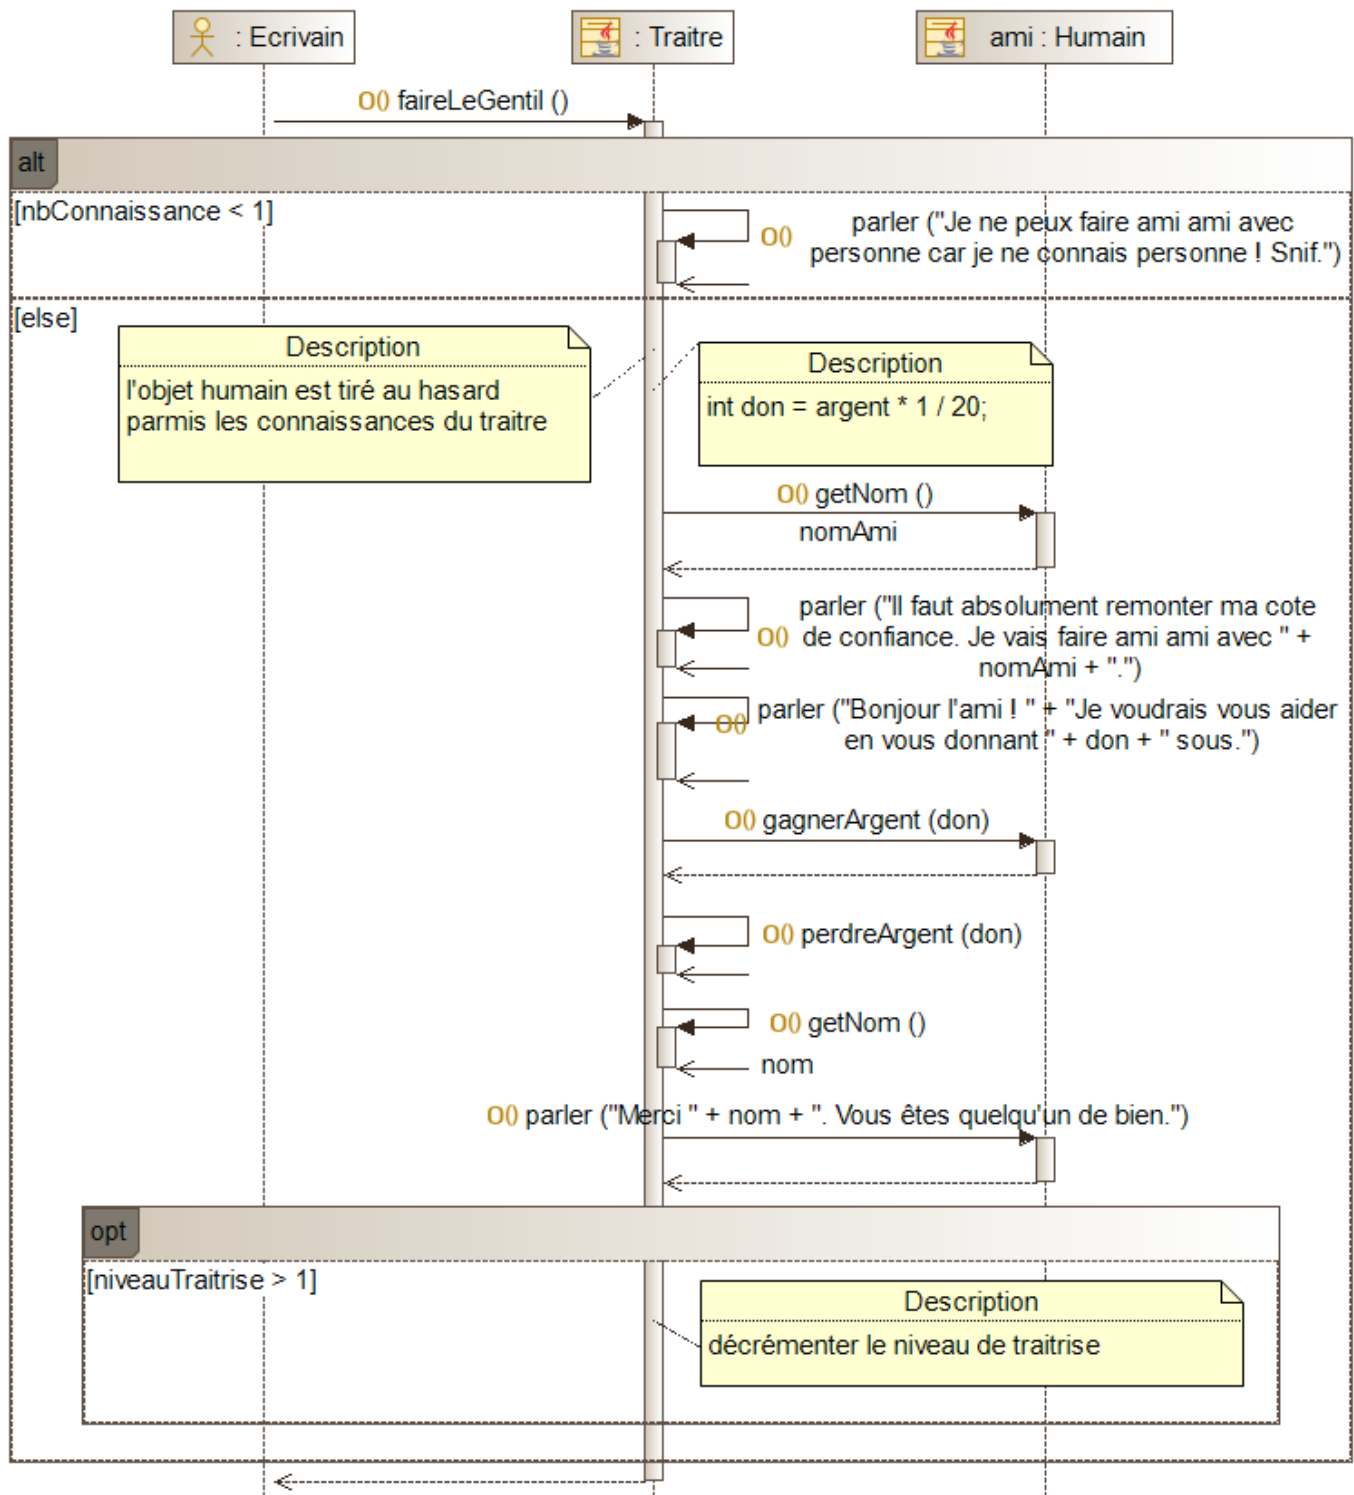 : Ecrivain
: Traitre
ami : Humain
O() faireLeGentil ()
alt
[nbConnaissance < 1]
O()
parler ("Je ne peux faire ami ami avec
personne car je ne connais personne ! Snif.")
[else]
Description
l'objet humain est tiré au hasard
parmis les connaissances du traitre
Description
int don = argent * 1 / 20;
O() getNom ()
nomAmi
parler ("Il faut absolument remonter ma cote
O() de confiance. Je vais faire ami ami avec " +
nomAmi + ".")
O() parler ("Bonjour l'ami ! " + "Je voudrais vous aider
en vous donnant " + don + " sous.")
O() gagnerArgent (don)
O() perdreArgent (don)
O() getNom ()
nom
O() parler ("Merci " + nom + ". Vous êtes quelqu'un de bien.")
opt
[niveauTraitrise > 1]
Description
décrémenter le niveau de traitrise